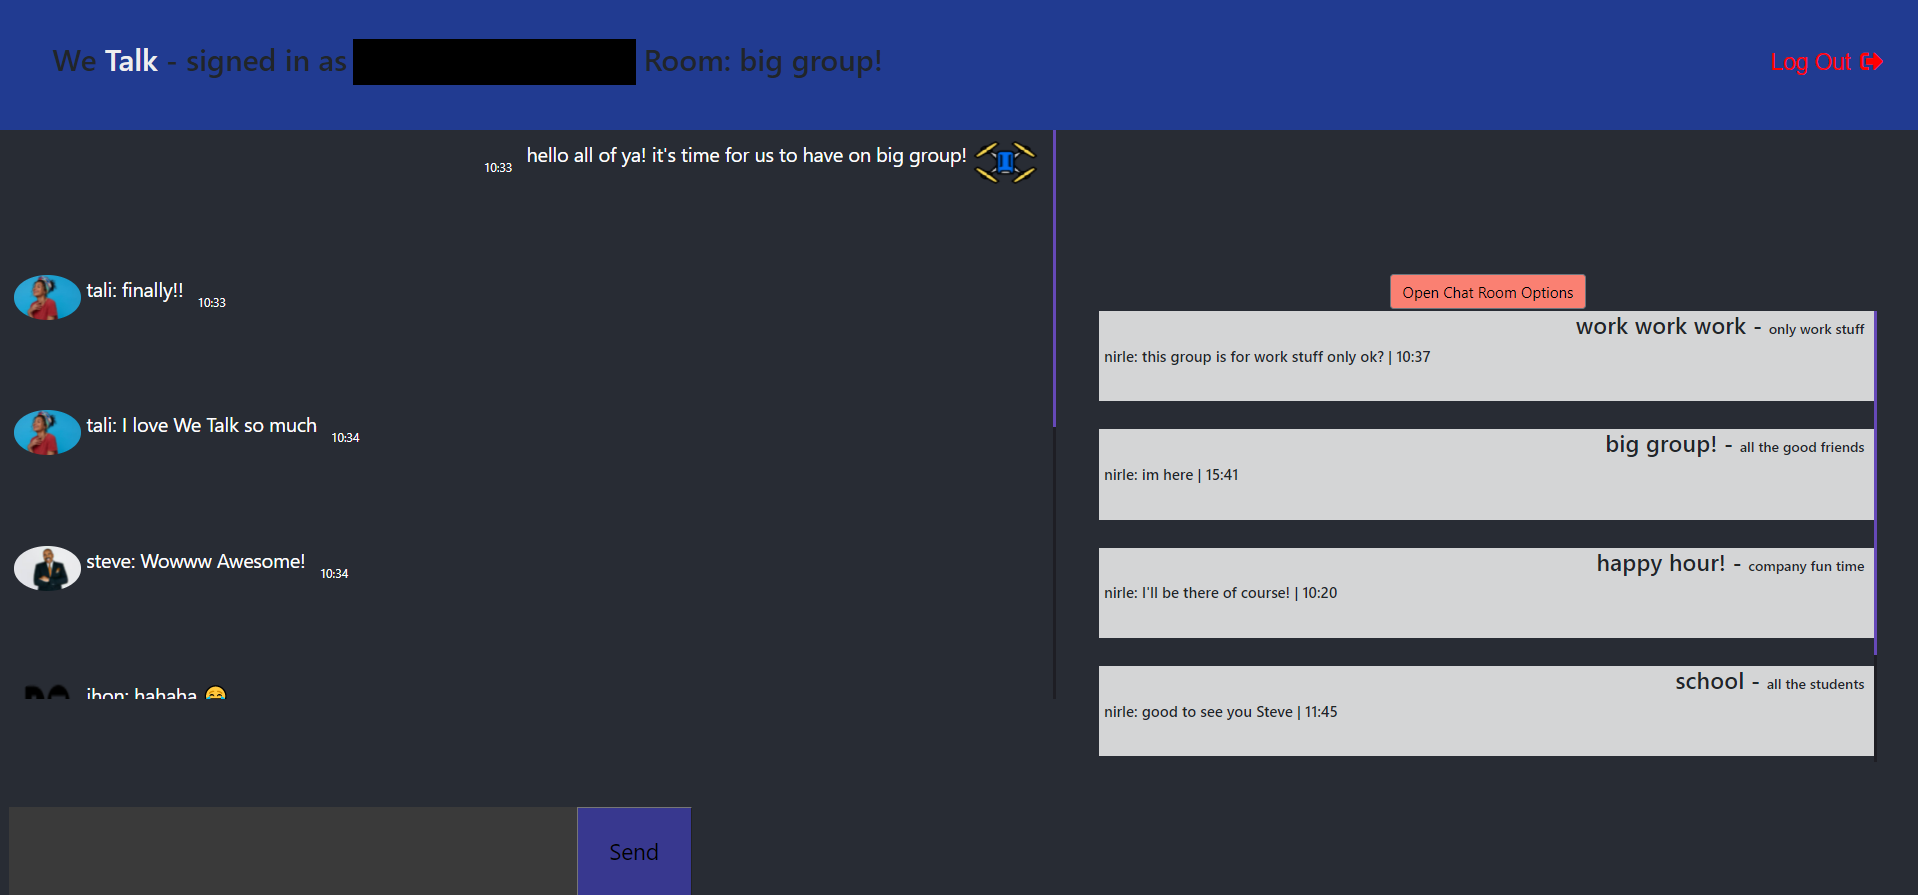 We Talk - signed in as Room: big group!
Log Out
hello all of ya! it's time for us to have on big group!
10:33
tali: finally!!
10:33
tali: I love We Talk so much
10:34
steve: Wowww Awesome!
10:34
jhon: hahaha 😊
Send
Open Chat Room Options
work work work - only work stuff
nirle: this group is for work stuff only ok? | 10:37
big group! - all the good friends
nirle: im here | 15:41
happy hour! - company fun time
nirle: I'll be there of course! | 10:20
school - all the students
nirle: good to see you Steve | 11:45